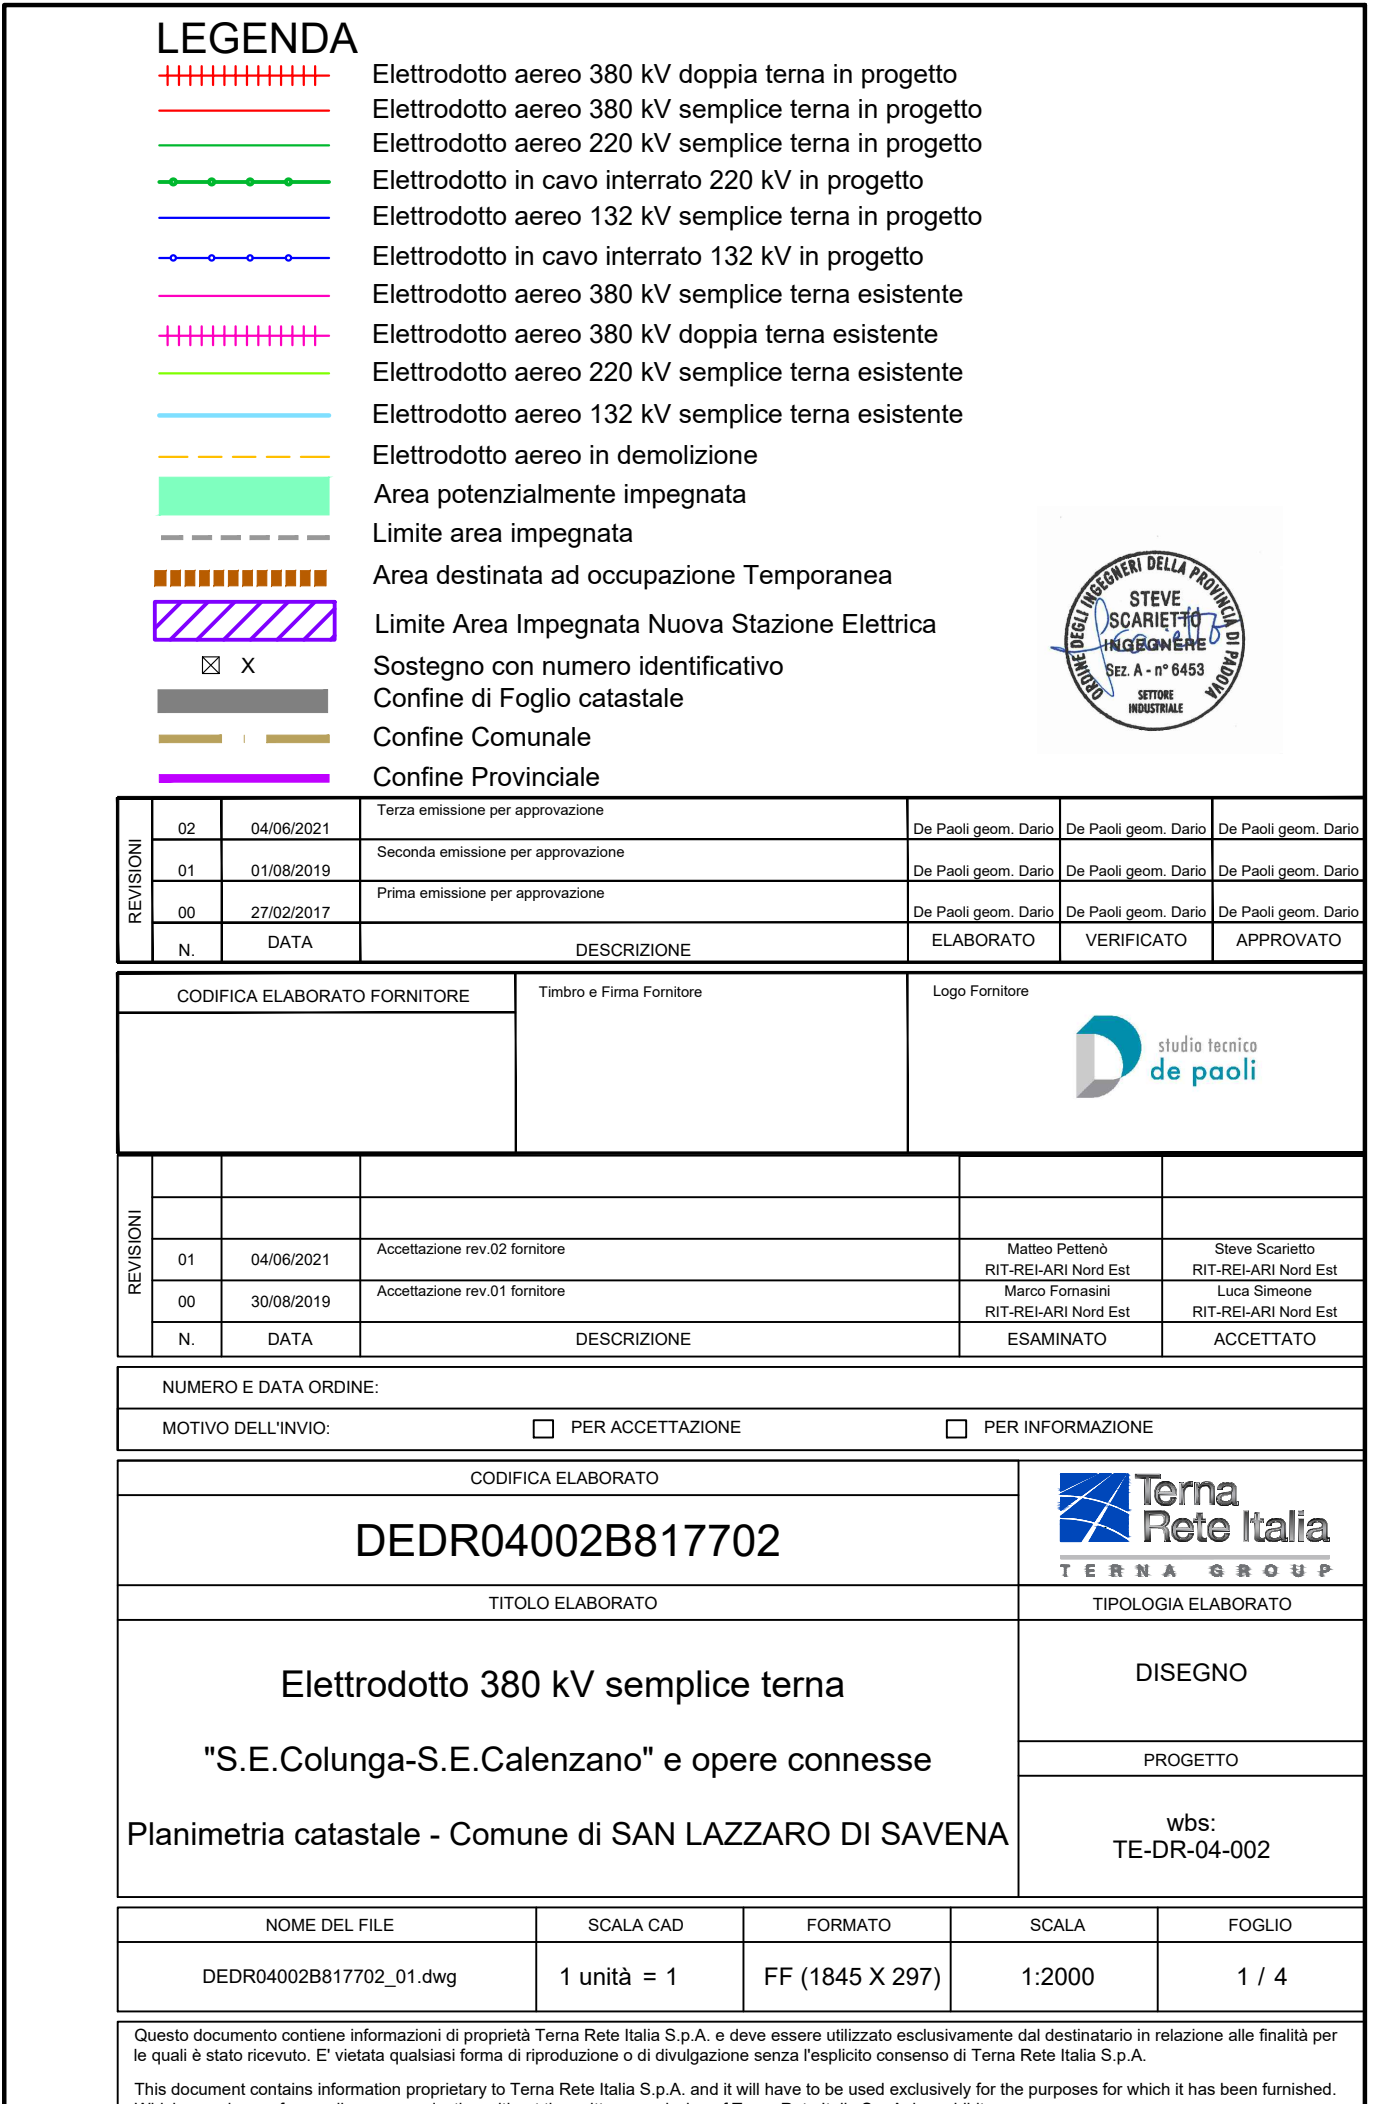 LEGENDA
Elettrodotto aereo 380 kV doppia terna in progetto
Elettrodotto aereo 380 kV semplice terna in progetto
Elettrodotto aereo 220 kV semplice terna in progetto
Elettrodotto in cavo interrato 220 kV in progetto
Elettrodotto aereo 132 kV semplice terna in progetto
Elettrodotto in cavo interrato 132 kV in progetto
Elettrodotto aereo 380 kV semplice terna esistente
Elettrodotto aereo 380 kV doppia terna esistente
Elettrodotto aereo 220 kV semplice terna esistente
Elettrodotto aereo 132 kV semplice terna esistente
Elettrodotto aereo in demolizione
Area potenzialmente impegnata
Limite area impegnata
Area destinata ad occupazione Temporanea
Limite Area Impegnata Nuova Stazione Elettrica
X Sostegno con numero identificativo
Confine di Foglio catastale
Confine Comunale
Confine Provinciale
ORDINE DEGLI INGEGNERI DELLA PROVINCIA DI PADOVA
STEVE
SCARIETTO
INGEGNERE
SEZ. A - n° 6453
SETTORE
INDUSTRIALE
REVISIONI
02 04/06/2021 Terza emissione per approvazione De Paoli geom. Dario De Paoli geom. Dario De Paoli geom. Dario
01 01/08/2019 Seconda emissione per approvazione De Paoli geom. Dario De Paoli geom. Dario De Paoli geom. Dario
00 27/02/2017 Prima emissione per approvazione De Paoli geom. Dario De Paoli geom. Dario De Paoli geom. Dario
N. DATA DESCRIZIONE ELABORATO VERIFICATO APPROVATO
CODIFICA ELABORATO FORNITORE Timbro e Firma Fornitore Logo Fornitore
studio tecnico
de paoli
REVISIONI
01 04/06/2021 Accettazione rev.02 fornitore Matteo Pettenò Steve Scarietto
RIT-REI-ARI Nord Est RIT-REI-ARI Nord Est
00 30/08/2019 Accettazione rev.01 fornitore Marco Fornasini Luca Simeone
RIT-REI-ARI Nord Est RIT-REI-ARI Nord Est
N. DATA DESCRIZIONE ESAMINATO ACCETTATO
NUMERO E DATA ORDINE:
MOTIVO DELL'INVIO: PER ACCETTAZIONE PER INFORMAZIONE
CODIFICA ELABORATO
DEDR04002B817702
Terna
Rete Italia
TERNA GROUP
TITOLO ELABORATO
Elettrodotto 380 kV semplice terna
"S.E.Colunga-S.E.Calenzano" e opere connesse
Planimetria catastale - Comune di SAN LAZZARO DI SAVENA
TIPOLOGIA ELABORATO
DISEGNO
PROGETTO
wbs:
TE-DR-04-002
NOME DEL FILE SCALA CAD FORMATO SCALA FOGLIO
DEDR04002B817702_01.dwg 1 unità = 1 FF (1845 X 297) 1:2000 1 / 4
Questo documento contiene informazioni di proprietà Terna Rete Italia S.p.A. e deve essere utilizzato esclusivamente dal destinatario in relazione alle finalità per
le quali è stato ricevuto. E' vietata qualsiasi forma di riproduzione o di divulgazione senza l'esplicito consenso di Terna Rete Italia S.p.A.
This document contains information proprietary to Terna Rete Italia S.p.A. and it will have to be used exclusively for the purposes for which it has been furnished.